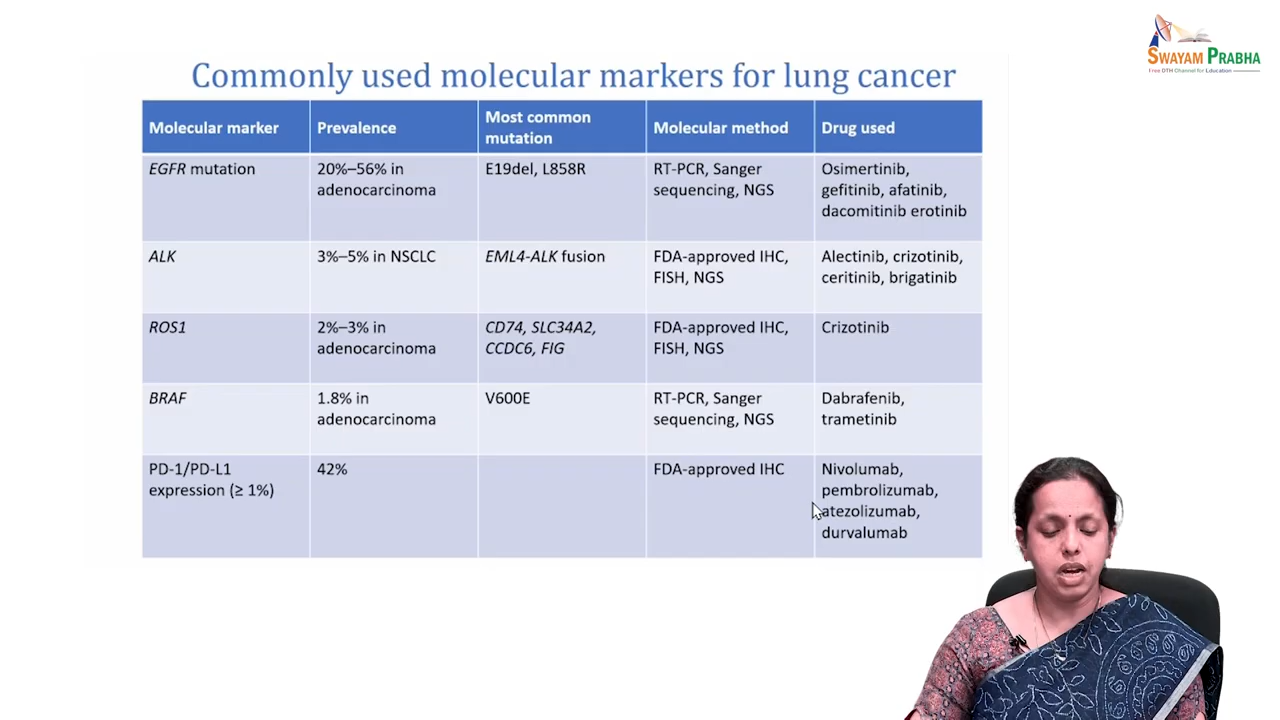 SWAYAM PRABHA
Free DTH Channel for Education
Commonly used molecular markers for lung cancer
Molecular marker
Prevalence
Most common
mutation
Molecular method
Drug used
EGFR mutation
20%–56% in
adenocarcinoma
E19del, L858R
RT-PCR, Sanger
sequencing, NGS
Osimertinib,
gefitinib, afatinib,
dacomitinib erotinib
ALK
3%–5% in NSCLC
EML4-ALK fusion
FDA-approved IHC,
FISH, NGS
Alectinib, crizotinib,
ceritinib, brigatinib
ROS1
2%–3% in
adenocarcinoma
CD74, SLC34A2,
CCDC6, FIG
FDA-approved IHC,
FISH, NGS
Crizotinib
BRAF
1.8% in
adenocarcinoma
V600E
RT-PCR, Sanger
sequencing, NGS
Dabrafenib,
trametinib
PD-1/PD-L1
expression (≥ 1%)
42%
FDA-approved IHC
Nivolumab,
pembrolizumab,
atezolizumab,
durvalumab